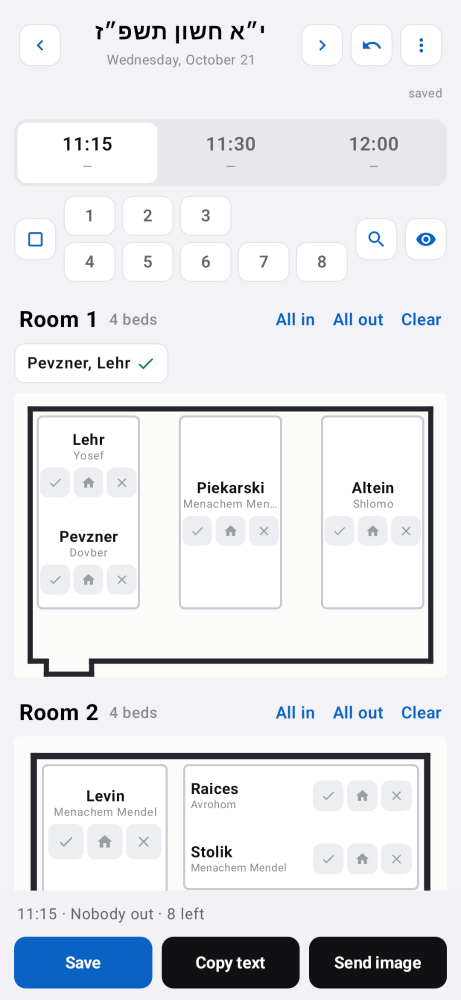 י״א חשון תשפ״ז
Wednesday, October 21
saved
11:15 11:30 12:00
– – –
1 2 3
4 5 6 7 8
Room 1 4 beds All in All out Clear
Pevzner, Lehr
Lehr
Yosef
Pevzner
Dovber
Piekarski
Menachem Men...
Altein
Shlomo
Room 2 4 beds All in All out Clear
Levin
Menachem Mendel
Raices
Avrohom
Stolik
Menachem Mendel
11:15 · Nobody out · 8 left
Save Copy text Send image